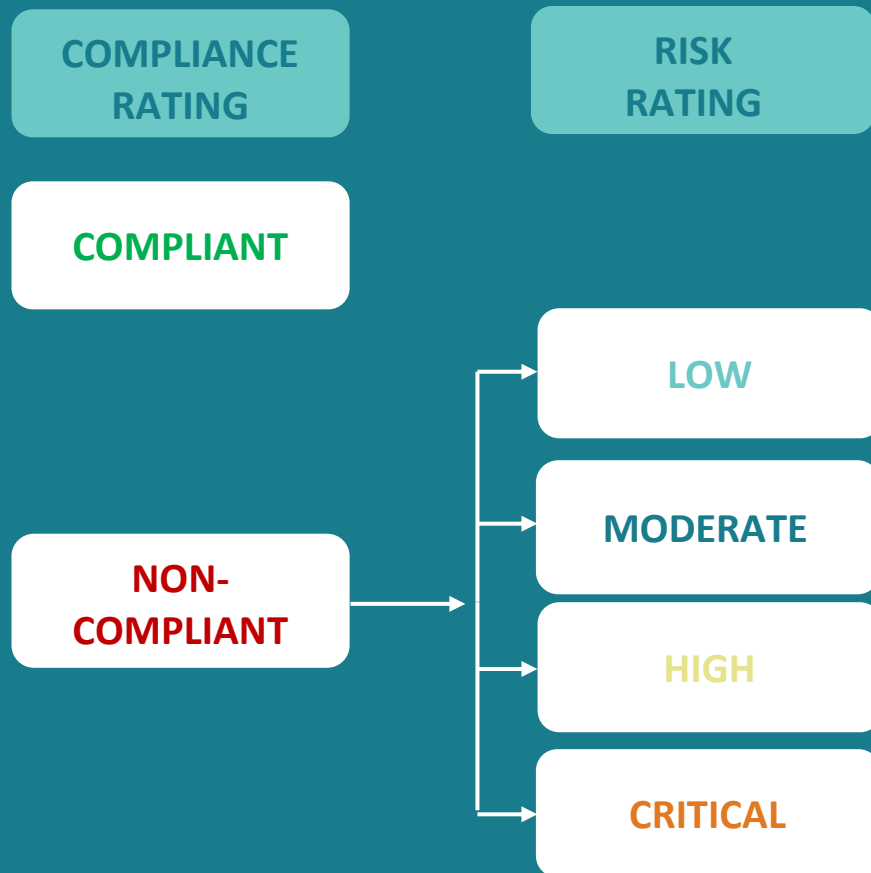 COMPLIANCE
RATING
RISK
RATING
COMPLIANT
LOW
MODERATE
NON-
COMPLIANT
HIGH
CRITICAL